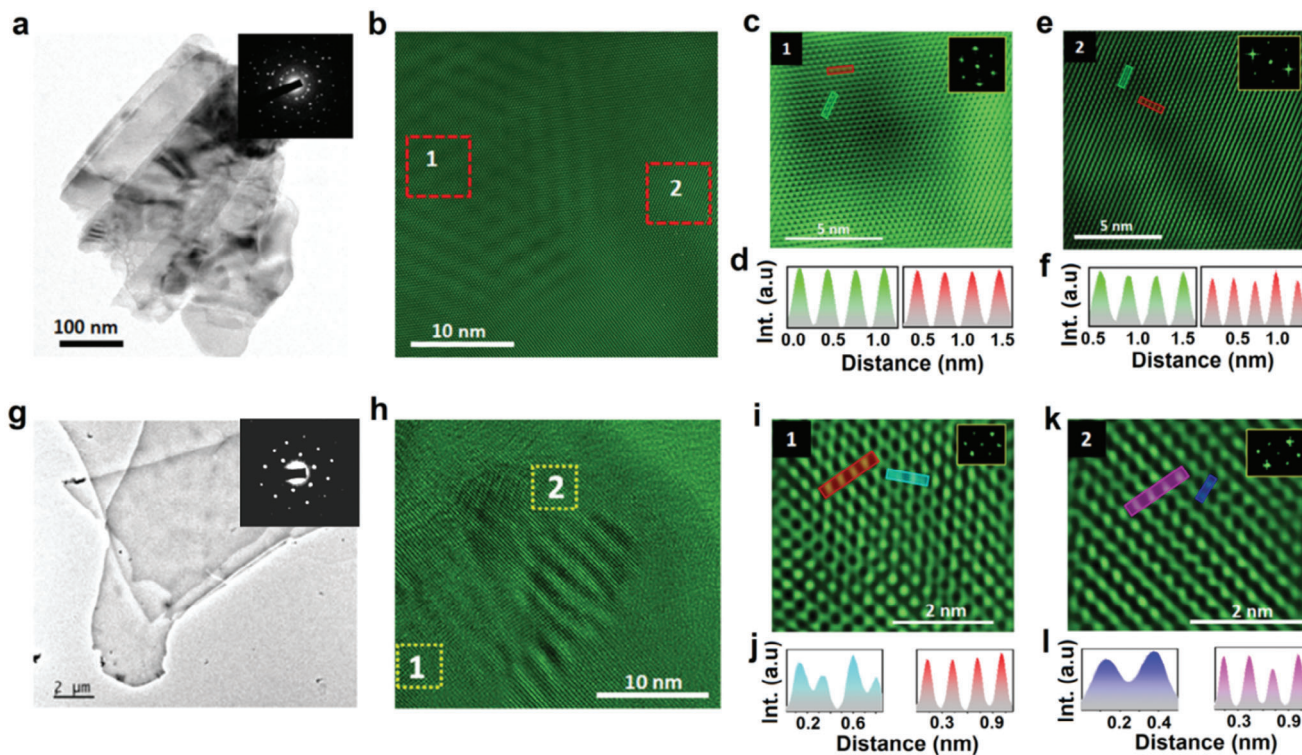 a
100 nm
b
1
2
10 nm
c
1
5 nm
d
Int. (a.u)
0.0 0.5 1.0 0.5 1.0 1.5
Distance (nm)
e
2
5 nm
f
Int. (a.u)
0.5 1.0 1.5 0.5 1.0
Distance (nm)
g
2 µm
h
2
1
10 nm
i
1
2 nm
j
Int. (a.u)
0.2 0.6 0.3 0.9
Distance (nm)
k
2
2 nm
l
Int. (a.u)
0.2 0.4 0.3 0.9
Distance (nm)